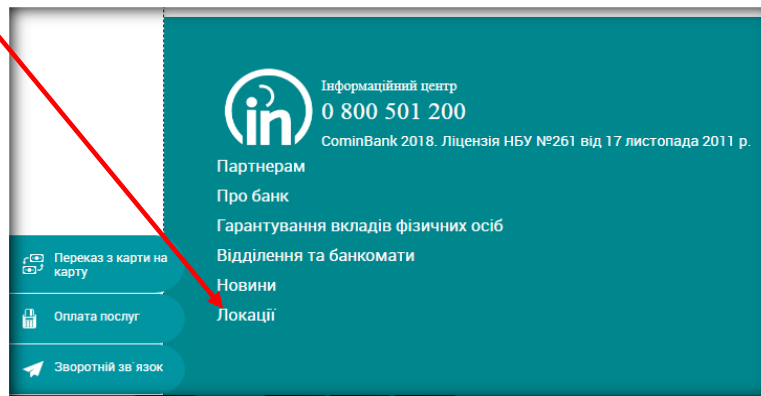 in
Інформаційний центр
0 800 501 200
CominBank 2018. Ліцензія НБУ №261 від 17 листопада 2011 р.
Партнерам
Про банк
Гарантування вкладів фізичних осіб
Відділення та банкомати
Новини
Локації
Переказ з карти на
карту
Оплата послуг
Зворотній зв`язок